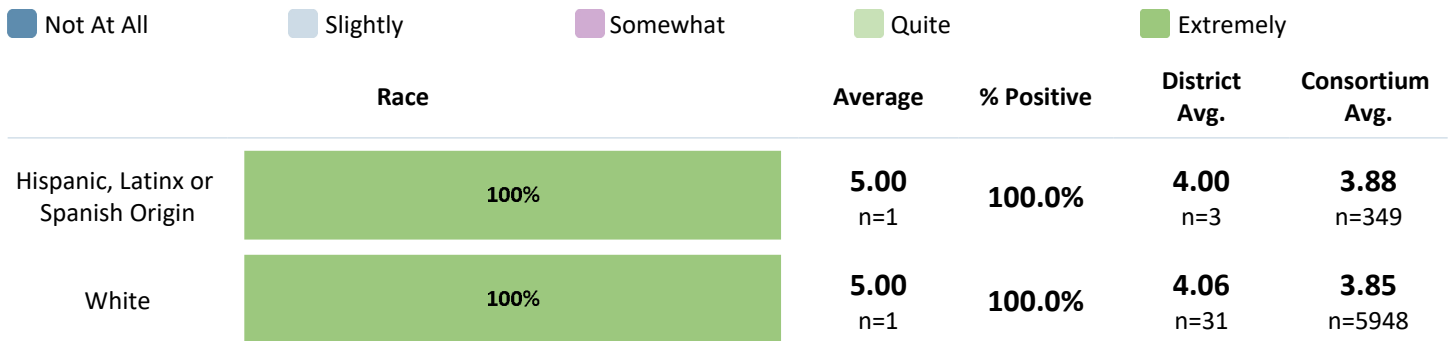 Not At All Slightly Somewhat Quite Extremely
Race Average % Positive District Avg. Consortium Avg.
Hispanic, Latinx or Spanish Origin 100% 5.00 n=1 100.0% 4.00 n=3 3.88 n=349
White 100% 5.00 n=1 100.0% 4.06 n=31 3.85 n=5948